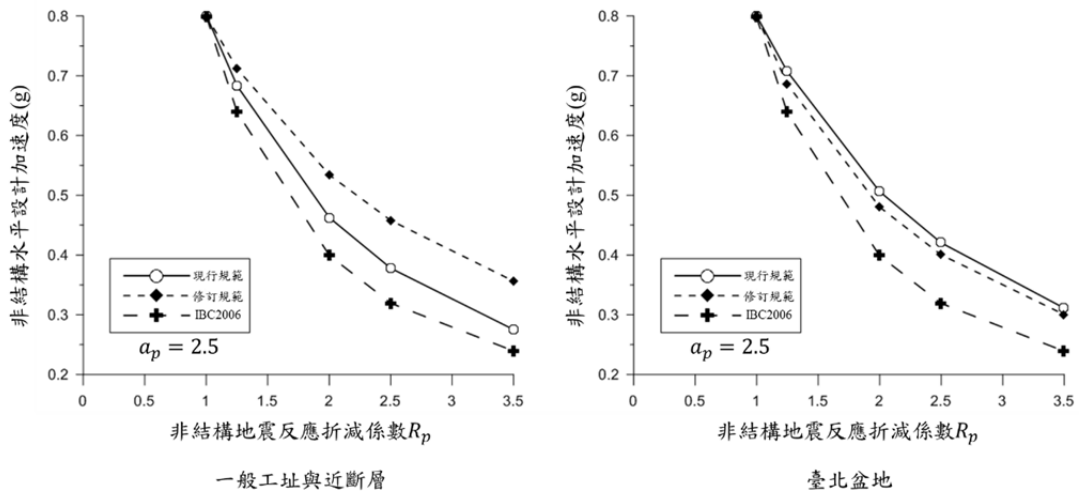 0.8
0.7
0.6
0.5
0.4
0.3
0.2
非結構水平設計加速度(g)
現行規範
修訂規範
IBC2006
a_p = 2.5
0 0.5 1 1.5 2 2.5 3 3.5
非結構地震反應折減係數R_p
一般工址與近斷層
0.8
0.7
0.6
0.5
0.4
0.3
0.2
非結構水平設計加速度(g)
現行規範
修訂規範
IBC2006
a_p = 2.5
0 0.5 1 1.5 2 2.5 3 3.5
非結構地震反應折減係數R_p
臺北盆地